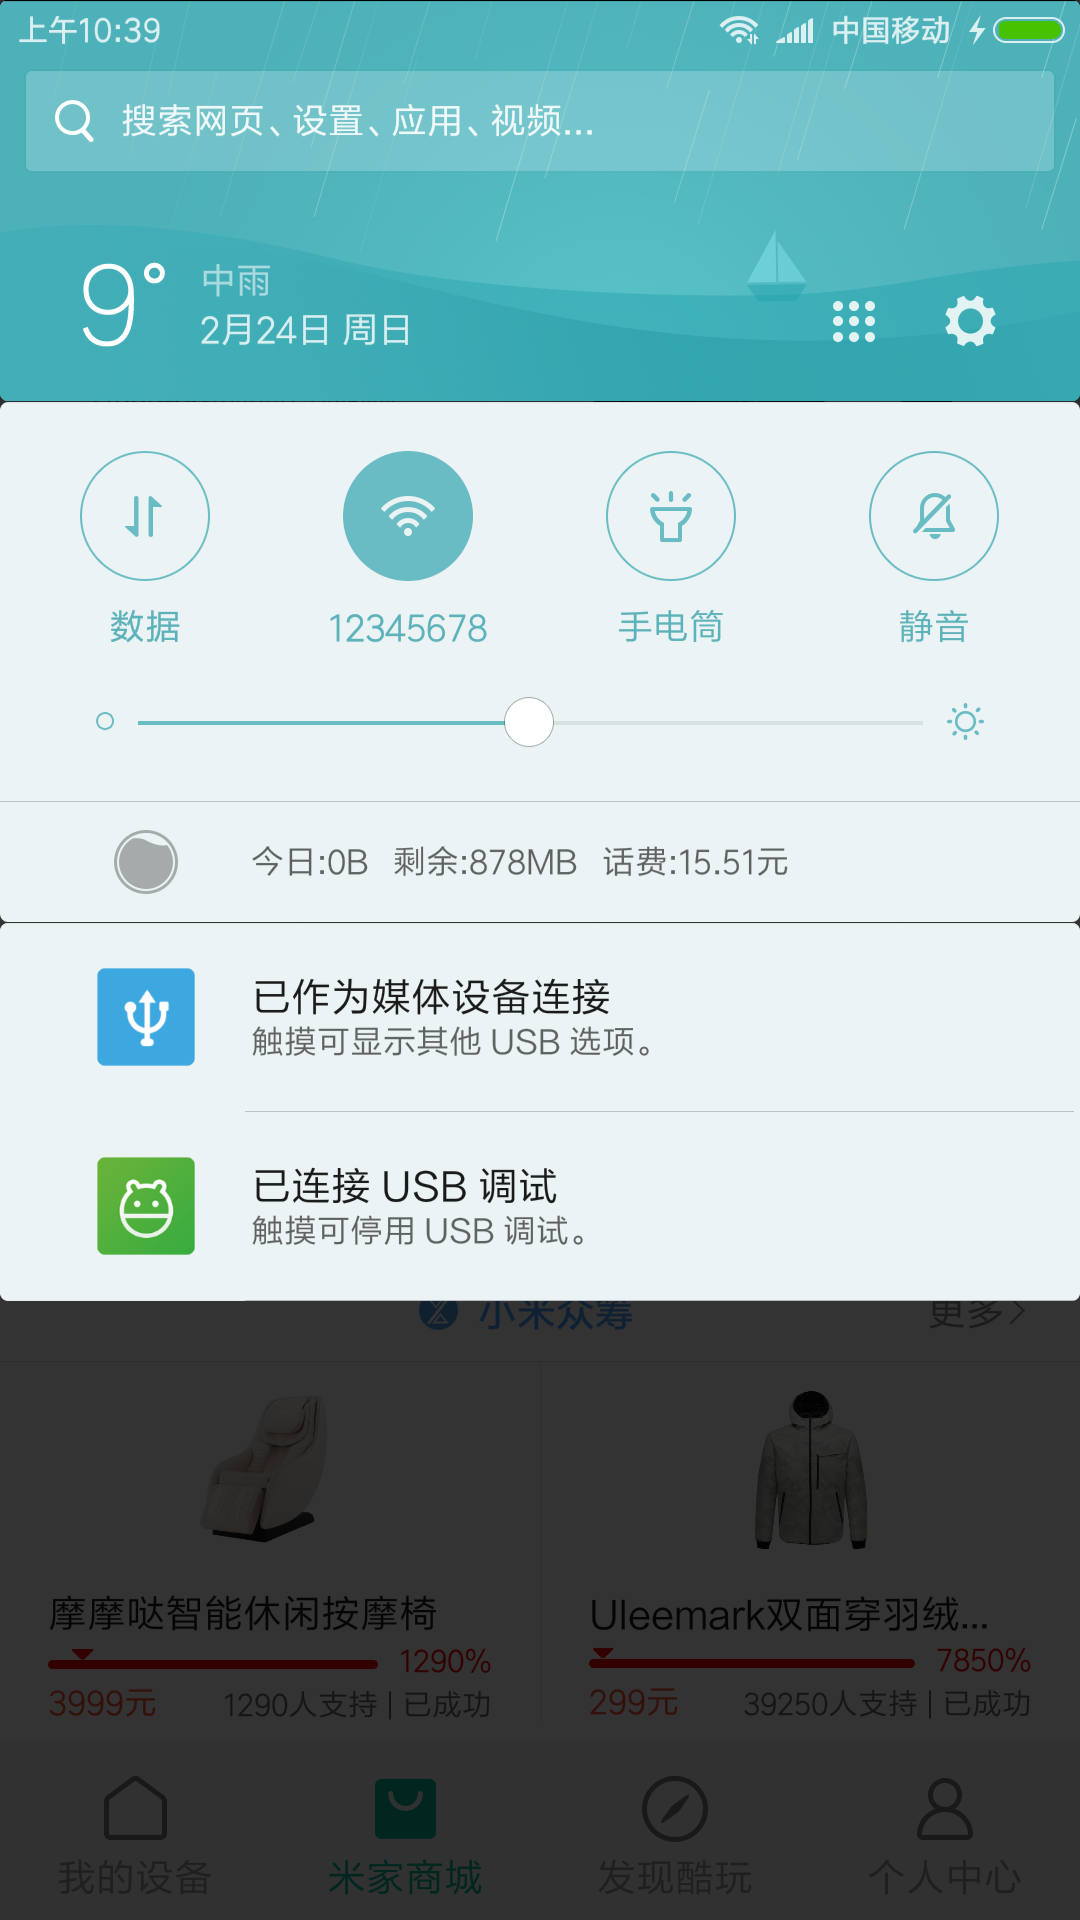 上午10:39 中国移动
搜索网页、设置、应用、视频...
9°
中雨
2月24日 周日
数据 12345678 手电筒 静音
今日:0B 剩余:878MB 话费:15.51元
已作为媒体设备连接
触摸可显示其他 USB 选项。
已连接 USB 调试
触摸可停用 USB 调试。
小米众筹 更多
摩摩哒智能休闲按摩椅
1290%
3999元 1290人支持 | 已成功
Uleemark双面穿羽绒...
7850%
299元 39250人支持 | 已成功
我的设备 米家商城 发现酷玩 个人中心